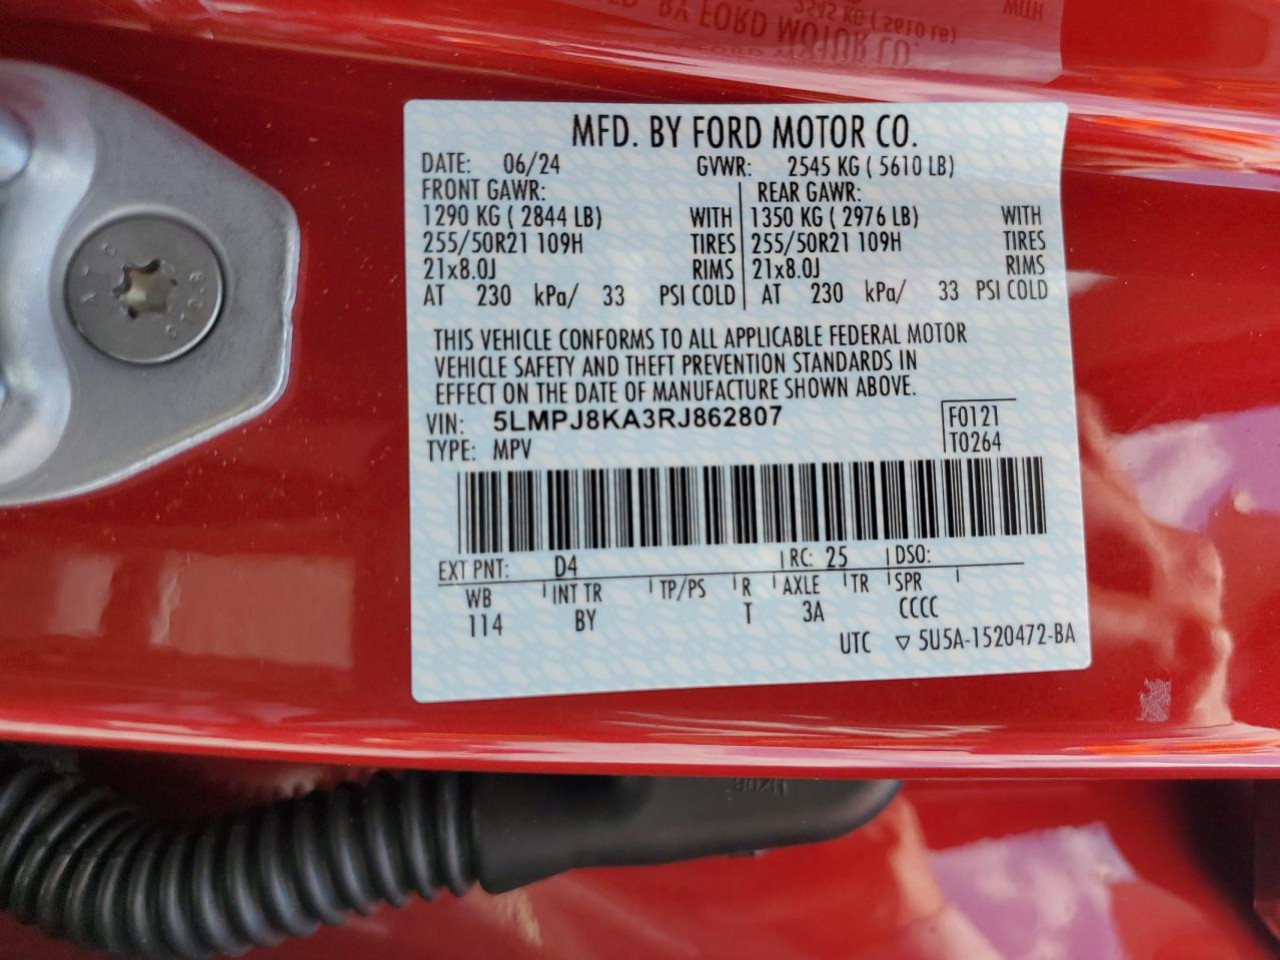 MFD. BY FORD MOTOR CO.
DATE: 06/24 GVWR: 2545 KG ( 5610 LB)
FRONT GAWR: REAR GAWR:
1290 KG ( 2844 LB) WITH 1350 KG ( 2976 LB) WITH
255/50R21 109H TIRES 255/50R21 109H TIRES
21x8.0J RIMS 21x8.0J RIMS
AT 230 kPa/ 33 PSI COLD AT 230 kPa/ 33 PSI COLD
THIS VEHICLE CONFORMS TO ALL APPLICABLE FEDERAL MOTOR
VEHICLE SAFETY AND THEFT PREVENTION STANDARDS IN
EFFECT ON THE DATE OF MANUFACTURE SHOWN ABOVE.
VIN: 5LMPJ8KA3RJ862807 F0121
TYPE: MPV T0264
EXT PNT: D4 RC: 25 DSO:
WB INT TR TP/PS R AXLE TR SPR
114 BY T 3A CCCC
UTC ▽ 5U5A-1520472-BA